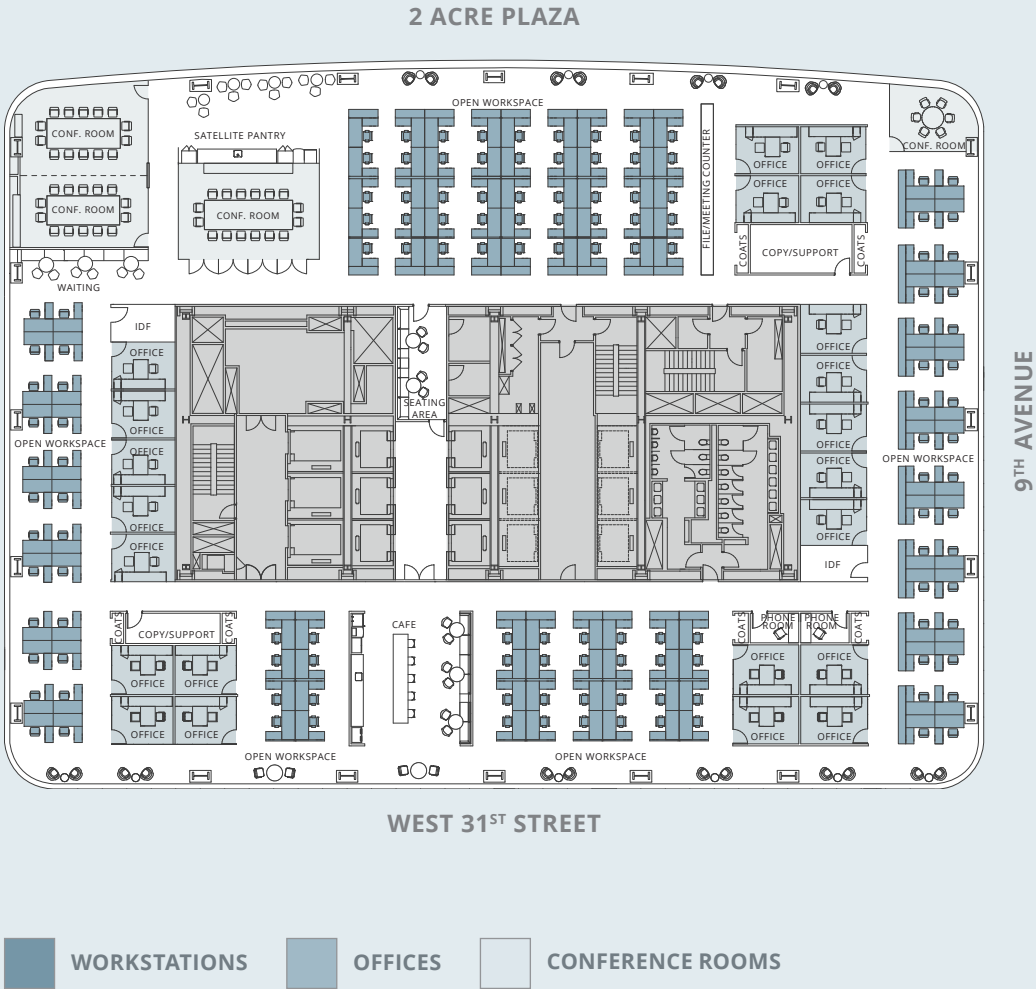 2 ACRE PLAZA
OPEN WORKSPACE
CONF. ROOM
SATELLITE PANTRY
CONF. ROOM
FILE/MEETING COUNTER
OFFICE
OFFICE
OFFICE
OFFICE
CONF. ROOM
CONF. ROOM
COATS
COPY/SUPPORT
COATS
WAITING
IDF
OFFICE
OFFICE
OFFICE
OFFICE
OFFICE
OPEN WORKSPACE
SEATING
AREA
OFFICE
OFFICE
OFFICE
OFFICE
OFFICE
IDF
OPEN WORKSPACE
9TH AVENUE
COATS
COPY/SUPPORT
COATS
OFFICE
OFFICE
OFFICE
OFFICE
CAFE
COATS
PHONE
ROOM
PHONE
ROOM
COATS
OFFICE
OFFICE
OFFICE
OFFICE
OPEN WORKSPACE
OPEN WORKSPACE
WEST 31ST STREET
WORKSTATIONS
OFFICES
CONFERENCE ROOMS